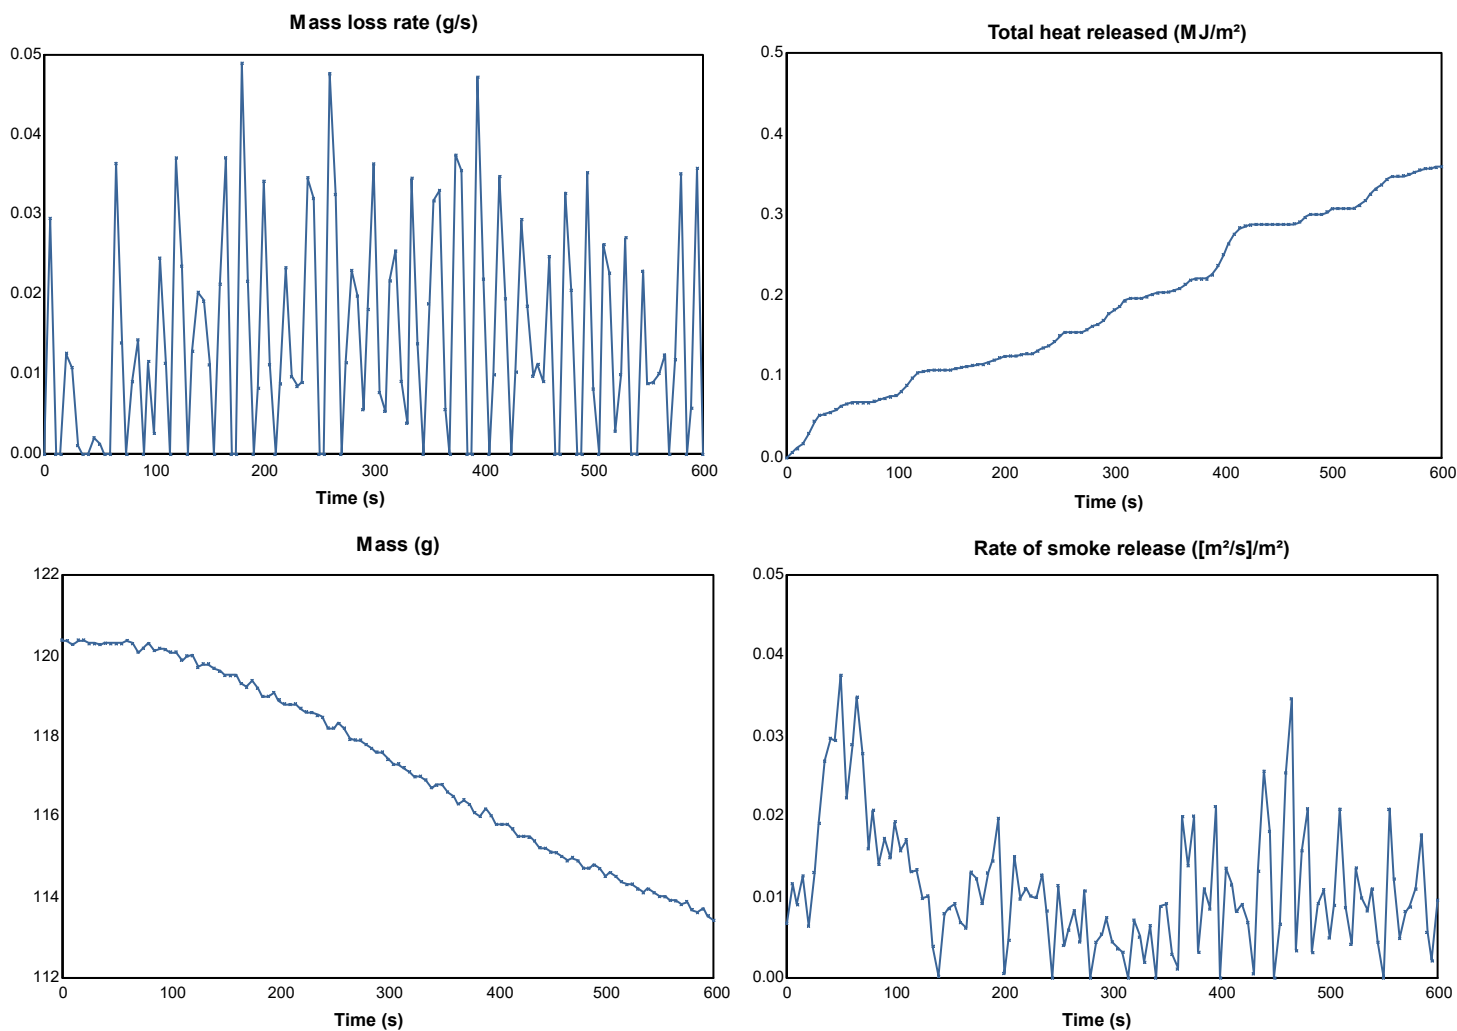 Mass loss rate (g/s)
0.05
0.04
0.03
0.02
0.01
0.00
0 100 200 300 400 500 600
Time (s)
Total heat released (MJ/m²)
0.5
0.4
0.3
0.2
0.1
0.0
0 100 200 300 400 500 600
Time (s)
Mass (g)
122
120
118
116
114
112
0 100 200 300 400 500 600
Time (s)
Rate of smoke release ([m²/s]/m²)
0.05
0.04
0.03
0.02
0.01
0.00
0 100 200 300 400 500 600
Time (s)